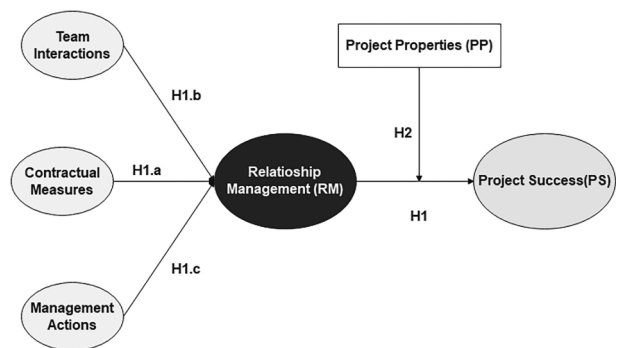 Team
Interactions
Project Properties (PP)
H1.b
H2
Contractual
Measures
H1.a
Relatioship
Management (RM)
Project Success(PS)
H1
H1.c
Management
Actions